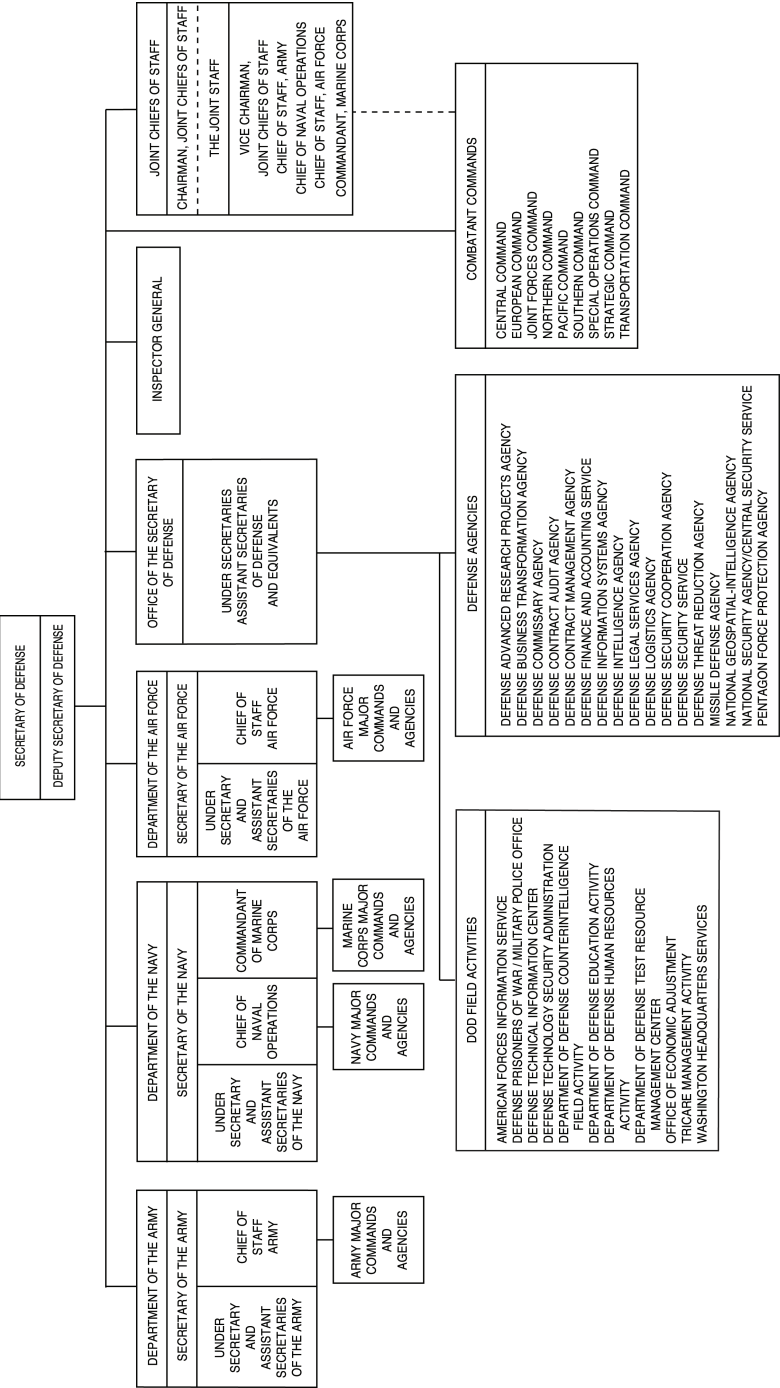 SECRETARY OF DEFENSE
DEPUTY SECRETARY OF DEFENSE
DEPARTMENT OF THE ARMY
SECRETARY OF THE ARMY
UNDER
SECRETARY
AND
ASSISTANT
SECRETARIES
OF THE ARMY
CHIEF OF
STAFF
ARMY
ARMY MAJOR
COMMANDS
AND
AGENCIES
DEPARTMENT OF THE NAVY
SECRETARY OF THE NAVY
UNDER
SECRETARY
AND
ASSISTANT
SECRETARIES
OF THE NAVY
CHIEF OF
NAVAL
OPERATIONS
COMMANDANT
OF MARINE
CORPS
NAVY MAJOR
COMMANDS
AND
AGENCIES
MARINE
CORPS MAJOR
COMMANDS
AND
AGENCIES
DEPARTMENT OF THE AIR FORCE
SECRETARY OF THE AIR FORCE
UNDER
SECRETARY
AND
ASSISTANT
SECRETARIES
OF THE
AIR FORCE
CHIEF OF
STAFF
AIR FORCE
AIR FORCE
MAJOR
COMMANDS
AND
AGENCIES
OFFICE OF THE SECRETARY
OF DEFENSE
UNDER SECRETARIES
ASSISTANT SECRETARIES
OF DEFENSE
AND EQUIVALENTS
INSPECTOR GENERAL
JOINT CHIEFS OF STAFF
CHAIRMAN, JOINT CHIEFS OF STAFF
THE JOINT STAFF
VICE CHAIRMAN,
JOINT CHIEFS OF STAFF
CHIEF OF STAFF, ARMY
CHIEF OF NAVAL OPERATIONS
CHIEF OF STAFF, AIR FORCE
COMMANDANT, MARINE CORPS
DOD FIELD ACTIVITIES
AMERICAN FORCES INFORMATION SERVICE
DEFENSE PRISONERS OF WAR / MILITARY POLICE OFFICE
DEFENSE TECHNICAL INFORMATION CENTER
DEFENSE TECHNOLOGY SECURITY ADMINISTRATION
DEPARTMENT OF DEFENSE COUNTERINTELLIGENCE
FIELD ACTIVITY
DEPARTMENT OF DEFENSE EDUCATION ACTIVITY
DEPARTMENT OF DEFENSE HUMAN RESOURCES
ACTIVITY
DEPARTMENT OF DEFENSE TEST RESOURCE
MANAGEMENT CENTER
OFFICE OF ECONOMIC ADJUSTMENT
TRICARE MANAGEMENT ACTIVITY
WASHINGTON HEADQUARTERS SERVICES
DEFENSE AGENCIES
DEFENSE ADVANCED RESEARCH PROJECTS AGENCY
DEFENSE BUSINESS TRANSFORMATION AGENCY
DEFENSE COMMISSARY AGENCY
DEFENSE CONTRACT AUDIT AGENCY
DEFENSE CONTRACT MANAGEMENT AGENCY
DEFENSE FINANCE AND ACCOUNTING SERVICE
DEFENSE INFORMATION SYSTEMS AGENCY
DEFENSE INTELLIGENCE AGENCY
DEFENSE LEGAL SERVICES AGENCY
DEFENSE LOGISTICS AGENCY
DEFENSE SECURITY COOPERATION AGENCY
DEFENSE SECURITY SERVICE
DEFENSE THREAT REDUCTION AGENCY
MISSILE DEFENSE AGENCY
NATIONAL GEOSPATIAL-INTELLIGENCE AGENCY
NATIONAL SECURITY AGENCY/CENTRAL SECURITY SERVICE
PENTAGON FORCE PROTECTION AGENCY
COMBATANT COMMANDS
CENTRAL COMMAND
EUROPEAN COMMAND
JOINT FORCES COMMAND
NORTHERN COMMAND
PACIFIC COMMAND
SOUTHERN COMMAND
SPECIAL OPERATIONS COMMAND
STRATEGIC COMMAND
TRANSPORTATION COMMAND